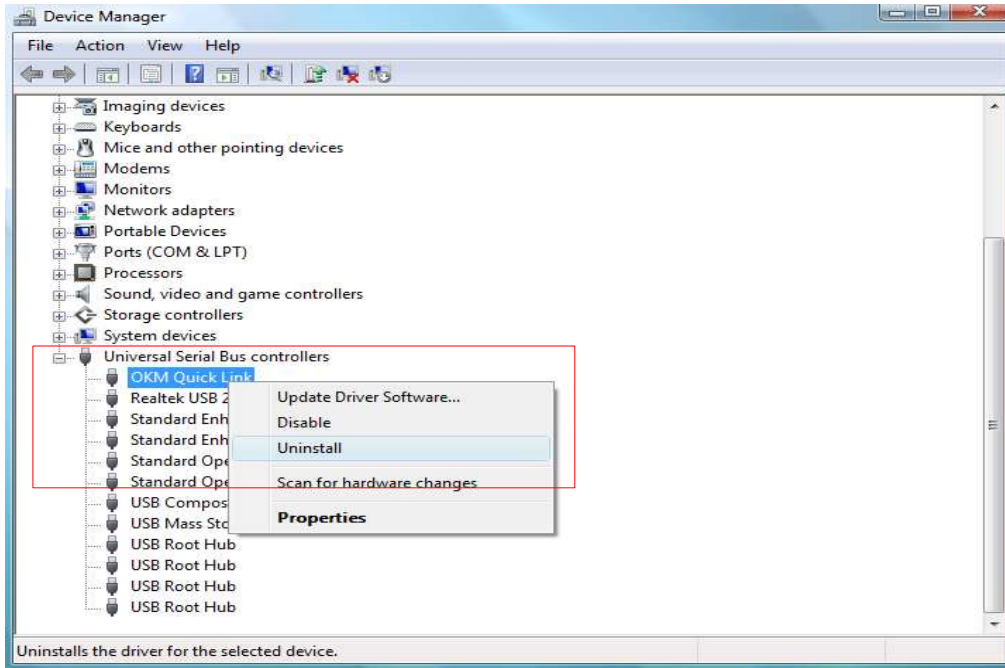 Device Manager
File Action View Help
Imaging devices
Keyboards
Mice and other pointing devices
Modems
Monitors
Network adapters
Portable Devices
Ports (COM & LPT)
Processors
Sound, video and game controllers
Storage controllers
System devices
Universal Serial Bus controllers
OKM Quick Link
Realtek USB 2
Update Driver Software...
Standard Enh
Disable
Standard Enh
Uninstall
Standard Ope
Standard Ope
Scan for hardware changes
USB Compos
USB Mass Sto
Properties
USB Root Hub
USB Root Hub
USB Root Hub
USB Root Hub
Uninstalls the driver for the selected device.